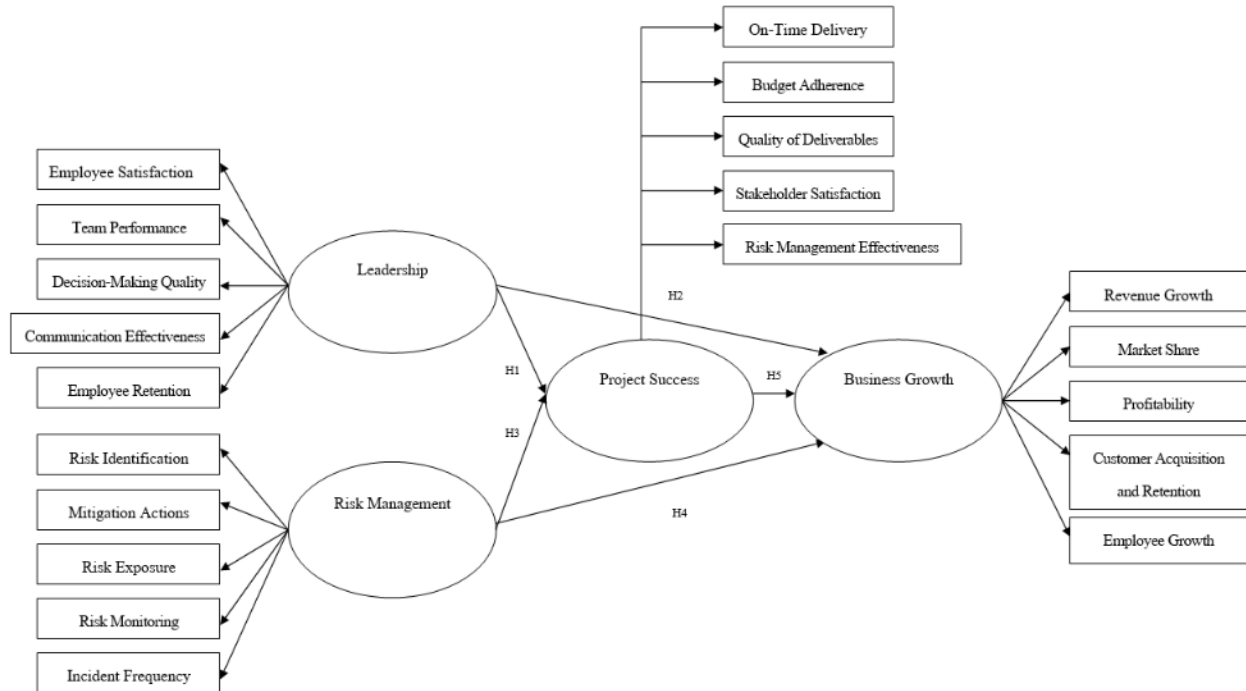 On-Time Delivery
Budget Adherence
Quality of Deliverables
Stakeholder Satisfaction
Risk Management Effectiveness
Employee Satisfaction
Team Performance
Decision-Making Quality
Communication Effectiveness
Employee Retention
Leadership
Risk Identification
Mitigation Actions
Risk Exposure
Risk Monitoring
Incident Frequency
Risk Management
H1
H3
H2
Project Success
H5
H4
Business Growth
Revenue Growth
Market Share
Profitability
Customer Acquisition
and Retention
Employee Growth